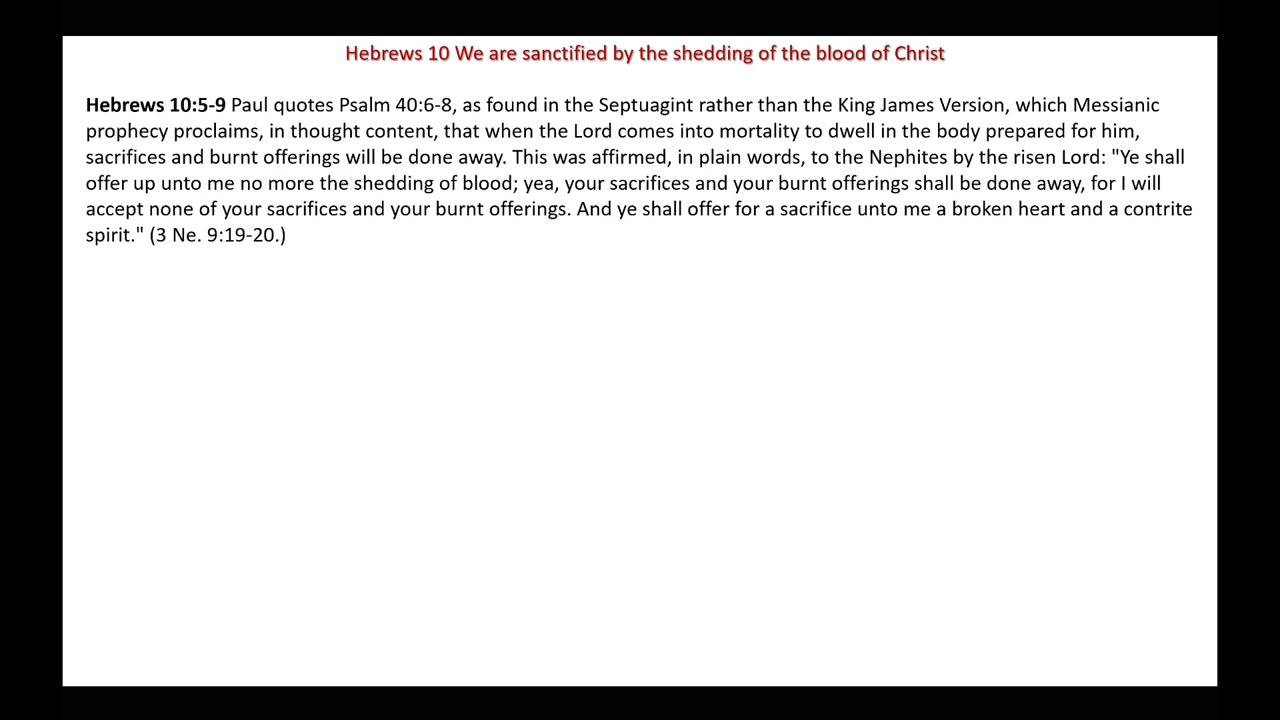 Hebrews 10 We are sanctified by the shedding of the blood of Christ
Hebrews 10:5-9 Paul quotes Psalm 40:6-8, as found in the Septuagint rather than the King James Version, which Messianic
prophecy proclaims, in thought content, that when the Lord comes into mortality to dwell in the body prepared for him,
sacrifices and burnt offerings will be done away. This was affirmed, in plain words, to the Nephites by the risen Lord: "Ye shall
offer up unto me no more the shedding of blood; yea, your sacrifices and your burnt offerings shall be done away, for I will
accept none of your sacrifices and your burnt offerings. And ye shall offer for a sacrifice unto me a broken heart and a contrite
spirit." (3 Ne. 9:19-20.)